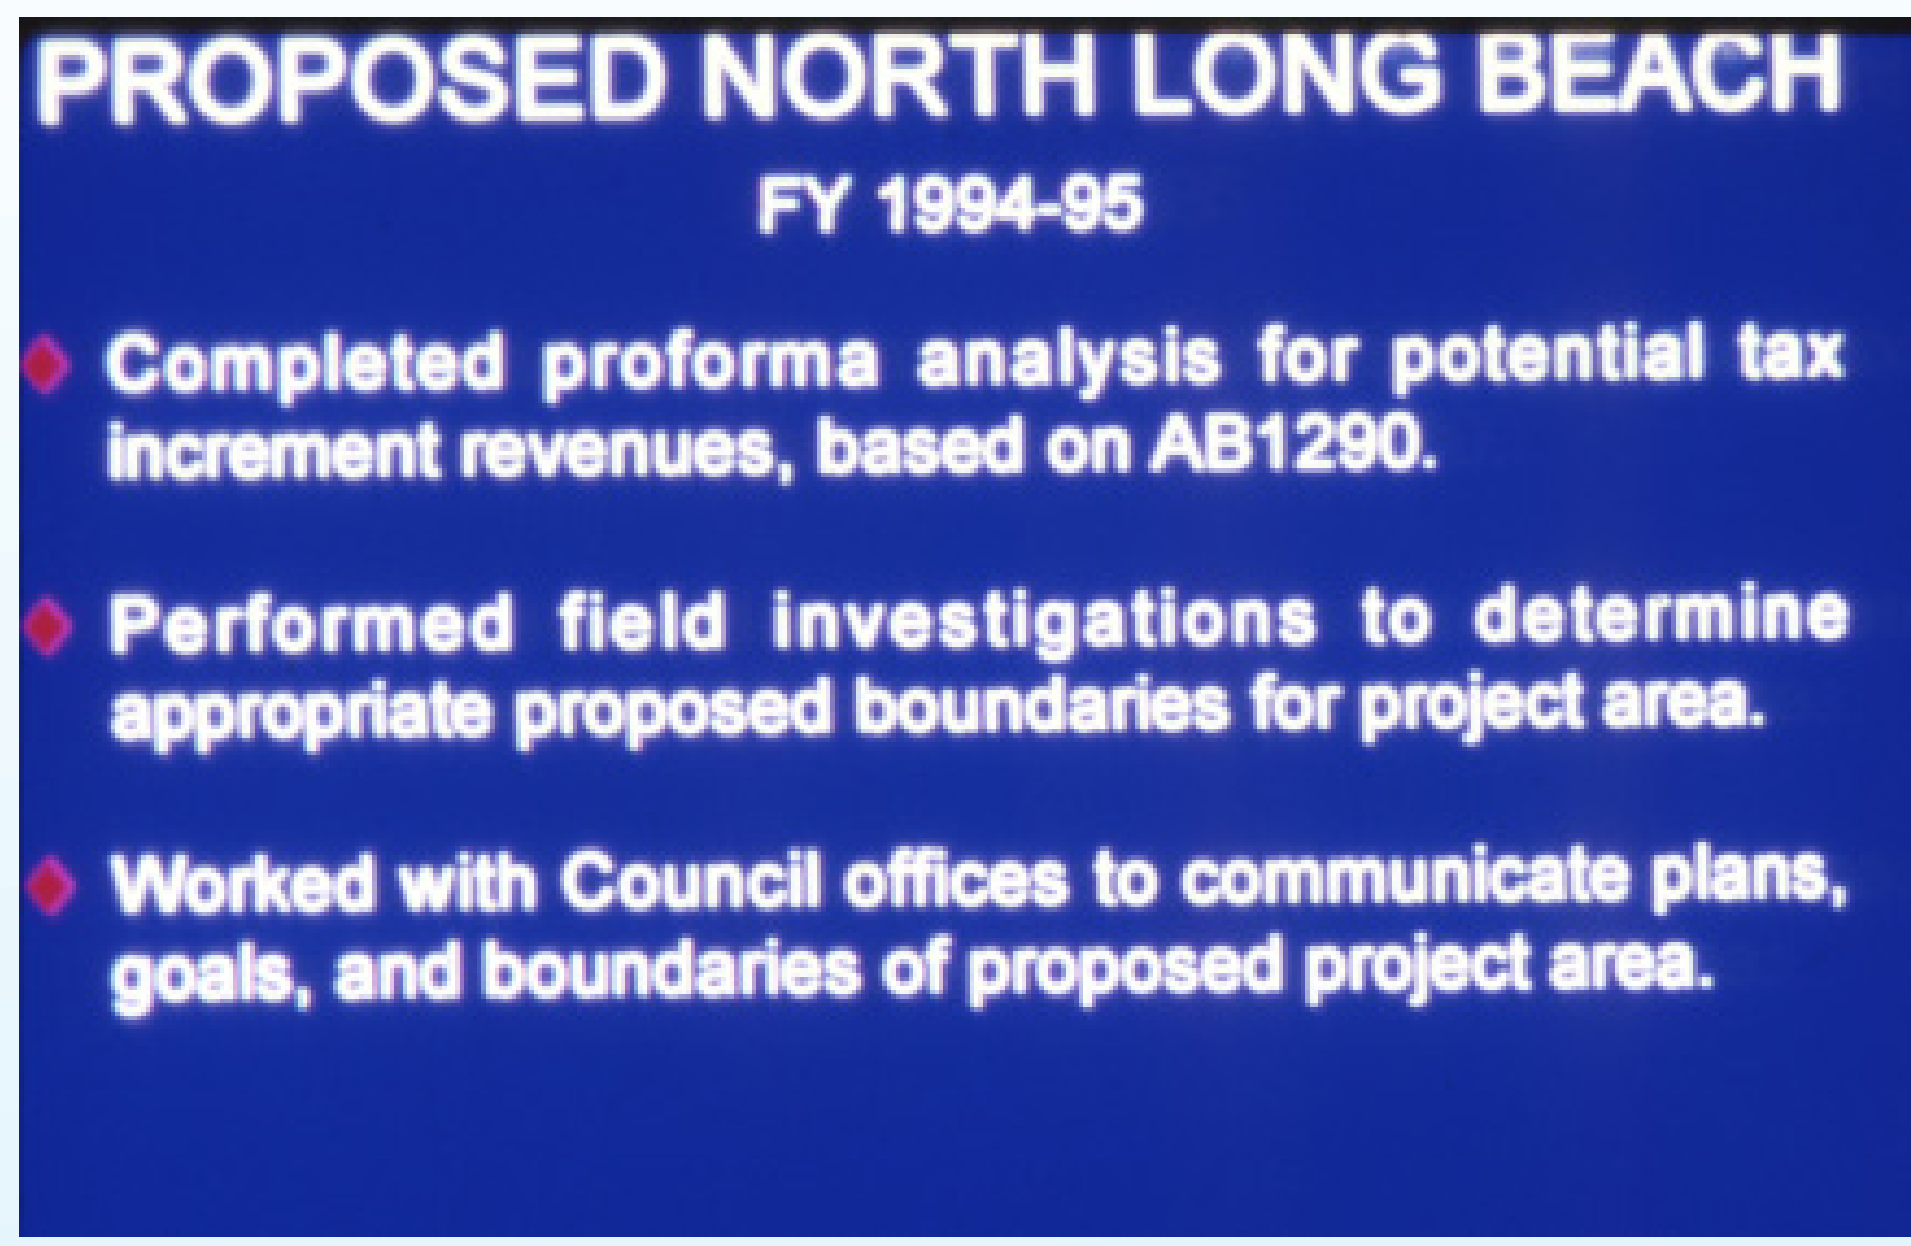 PROPOSED NORTH LONG BEACH
FY 1994-95
Completed proforma analysis for potential tax
increment revenues, based on AB1290.
Performed field investigations to determine
appropriate proposed boundaries for project area.
Worked with Council offices to communicate plans,
goals, and boundaries of proposed project area.